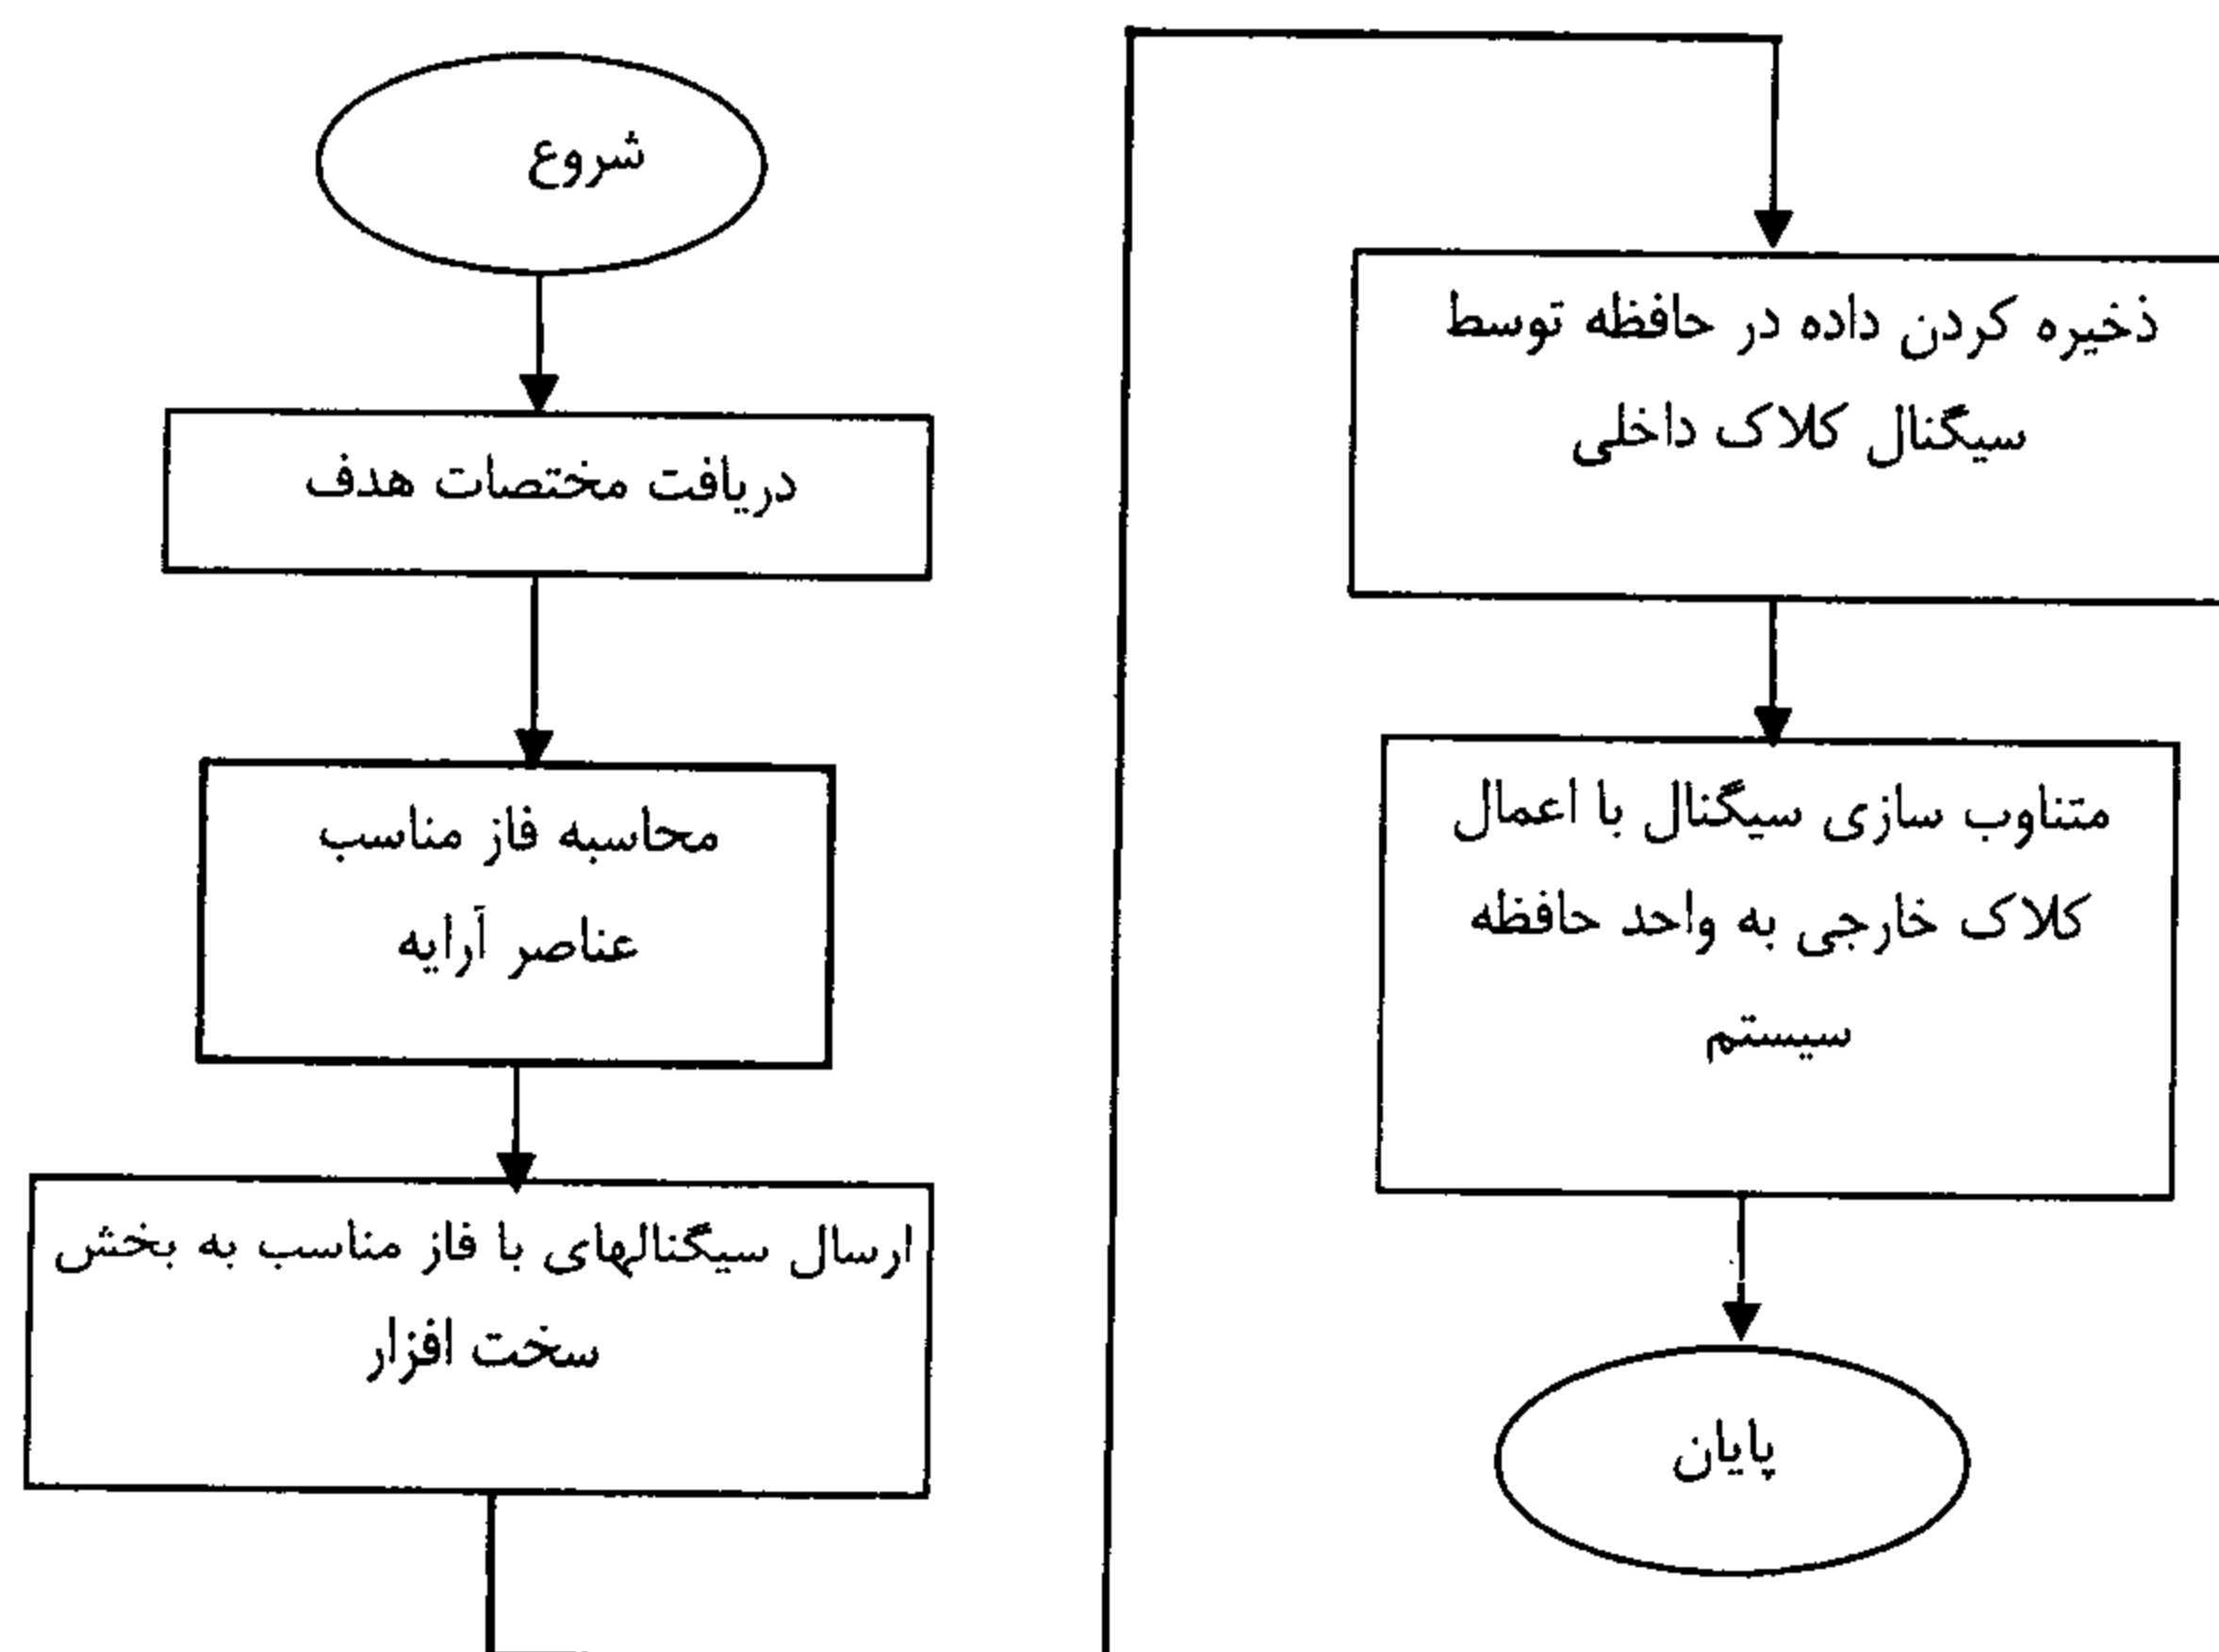 شروع
دریافت مختصات هدف
محاسبه فاز مناسب
عناصر آرایه
ارسال سیگنالهای با فاز مناسب به بخش
سخت افزار
ذخیره کردن داده در حافظه توسط
سیگنال کلاک داخلی
متناوب سازی سیگنال با اعمال
کلاک خارجی به واحد حافظه
سیستم
پایان